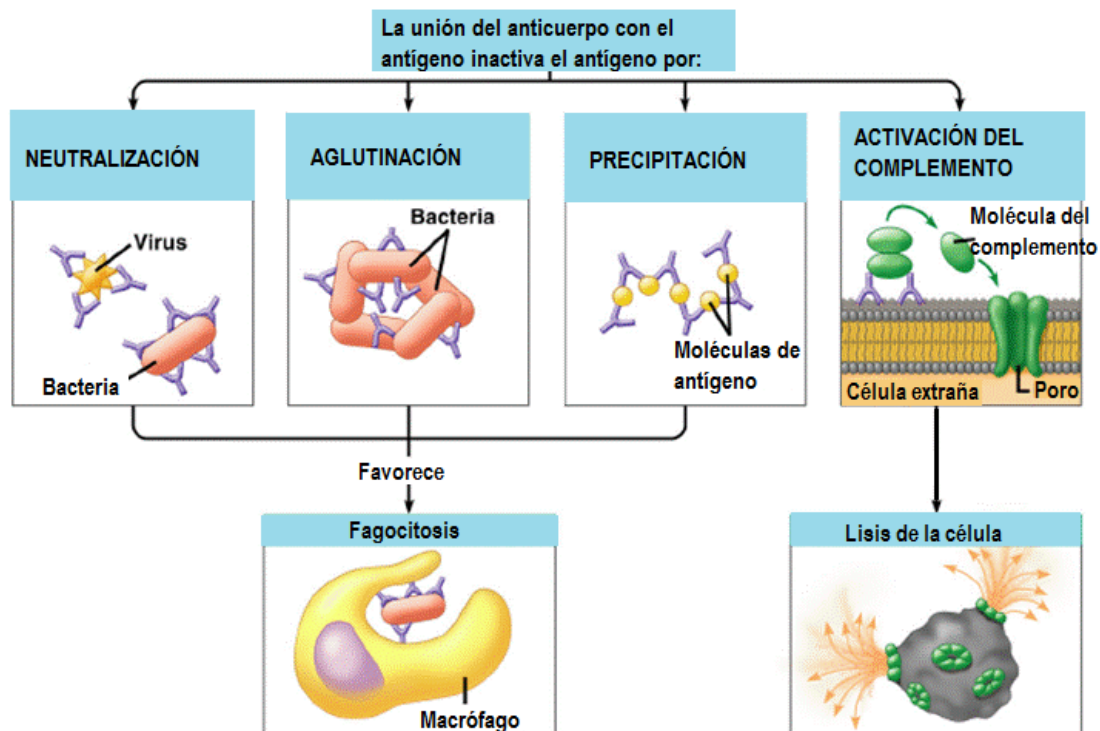 La unión del anticuerpo con el
antígeno inactiva el antígeno por:
NEUTRALIZACIÓN
Virus
Bacteria
AGLUTINACIÓN
Bacteria
PRECIPITACIÓN
Moléculas de
antígeno
ACTIVACIÓN DEL
COMPLEMENTO
Molécula del
complemento
Célula extraña
Poro
Favorece
Fagocitosis
Macrófago
Lisis de la célula